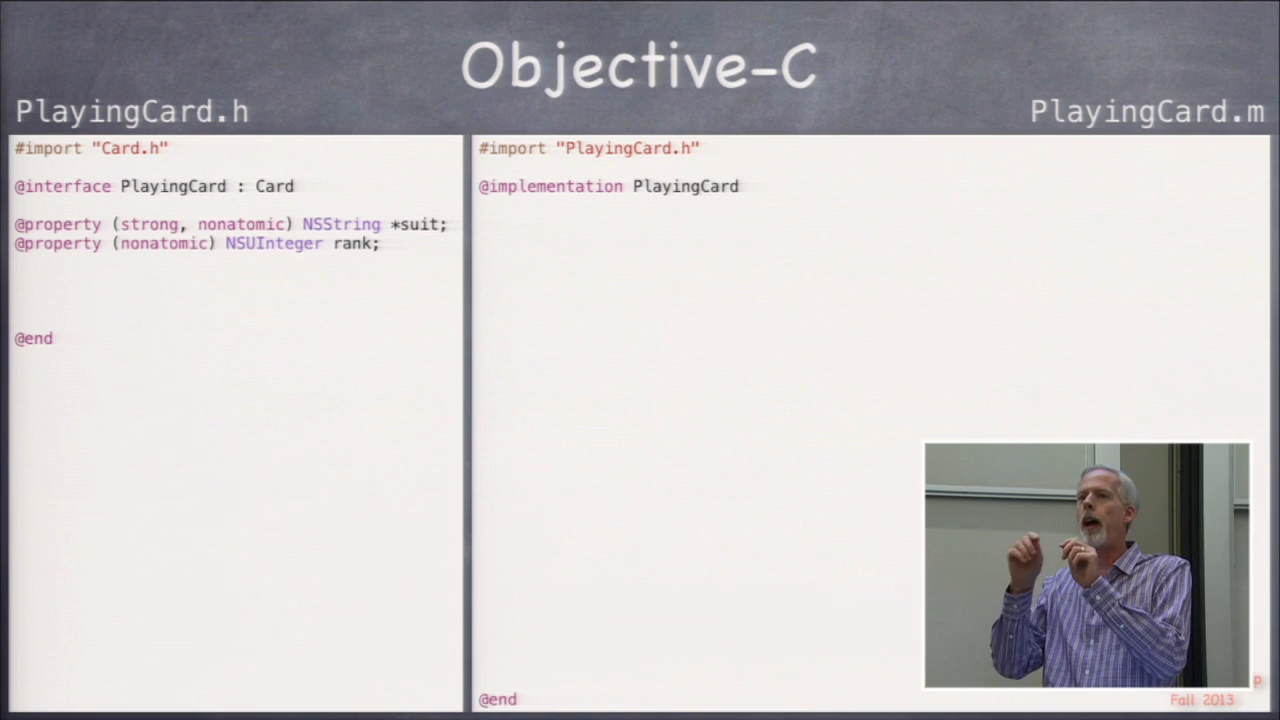 Objective-C
PlayingCard.h
PlayingCard.m
#import "Card.h"
@interface PlayingCard : Card
@property (strong, nonatomic) NSString *suit;
@property (nonatomic) NSUInteger rank;
@end
#import "PlayingCard.h"
@implementation PlayingCard
@end
P
Fall 2013